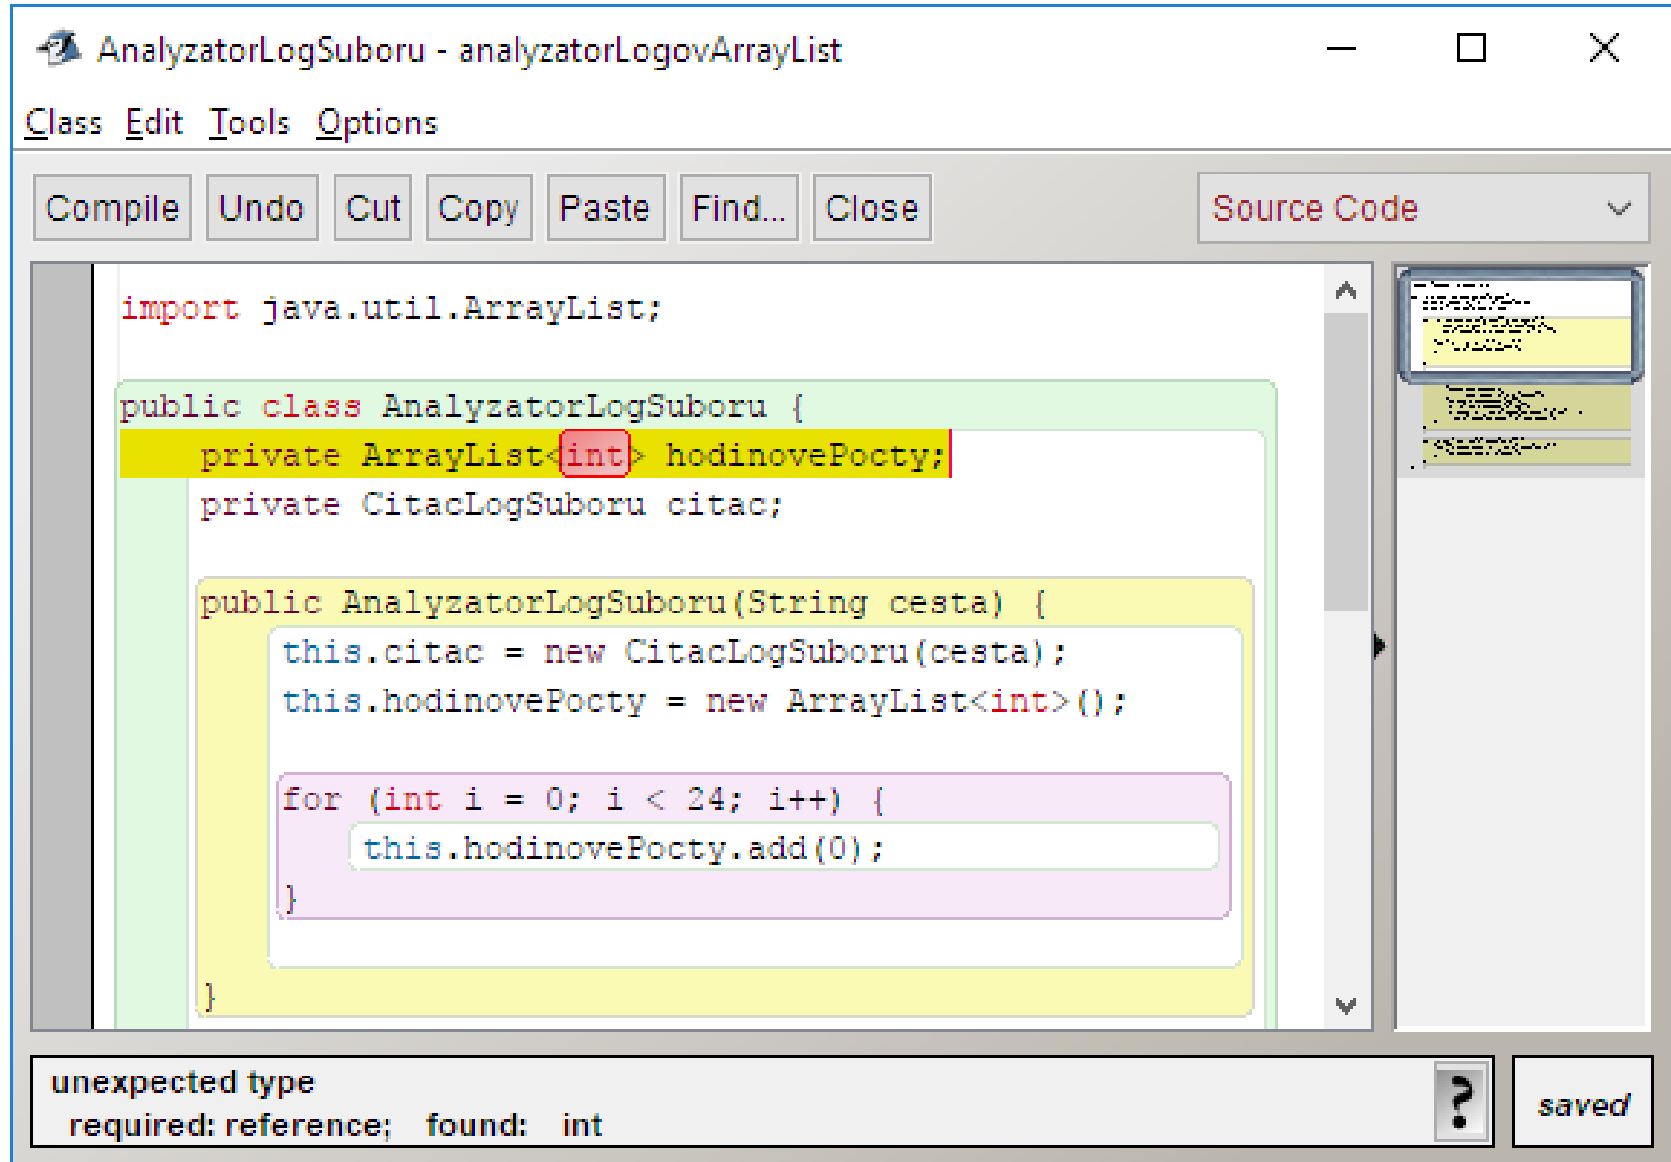 AnalyzatorLogSuboru - analyzatorLogovArrayList
Class Edit Tools Options
Compile Undo Cut Copy Paste Find... Close Source Code
import java.util.ArrayList;
public class AnalyzatorLogSuboru {
private ArrayList<int> hodinovePocty;
private CitacLogSuboru citac;
public AnalyzatorLogSuboru(String cesta) {
this.citac = new CitacLogSuboru(cesta);
this.hodinovePocty = new ArrayList<int>();
for (int i = 0; i < 24; i++) {
this.hodinovePocty.add(0);
}
}
unexpected type
required: reference; found: int
?
saved